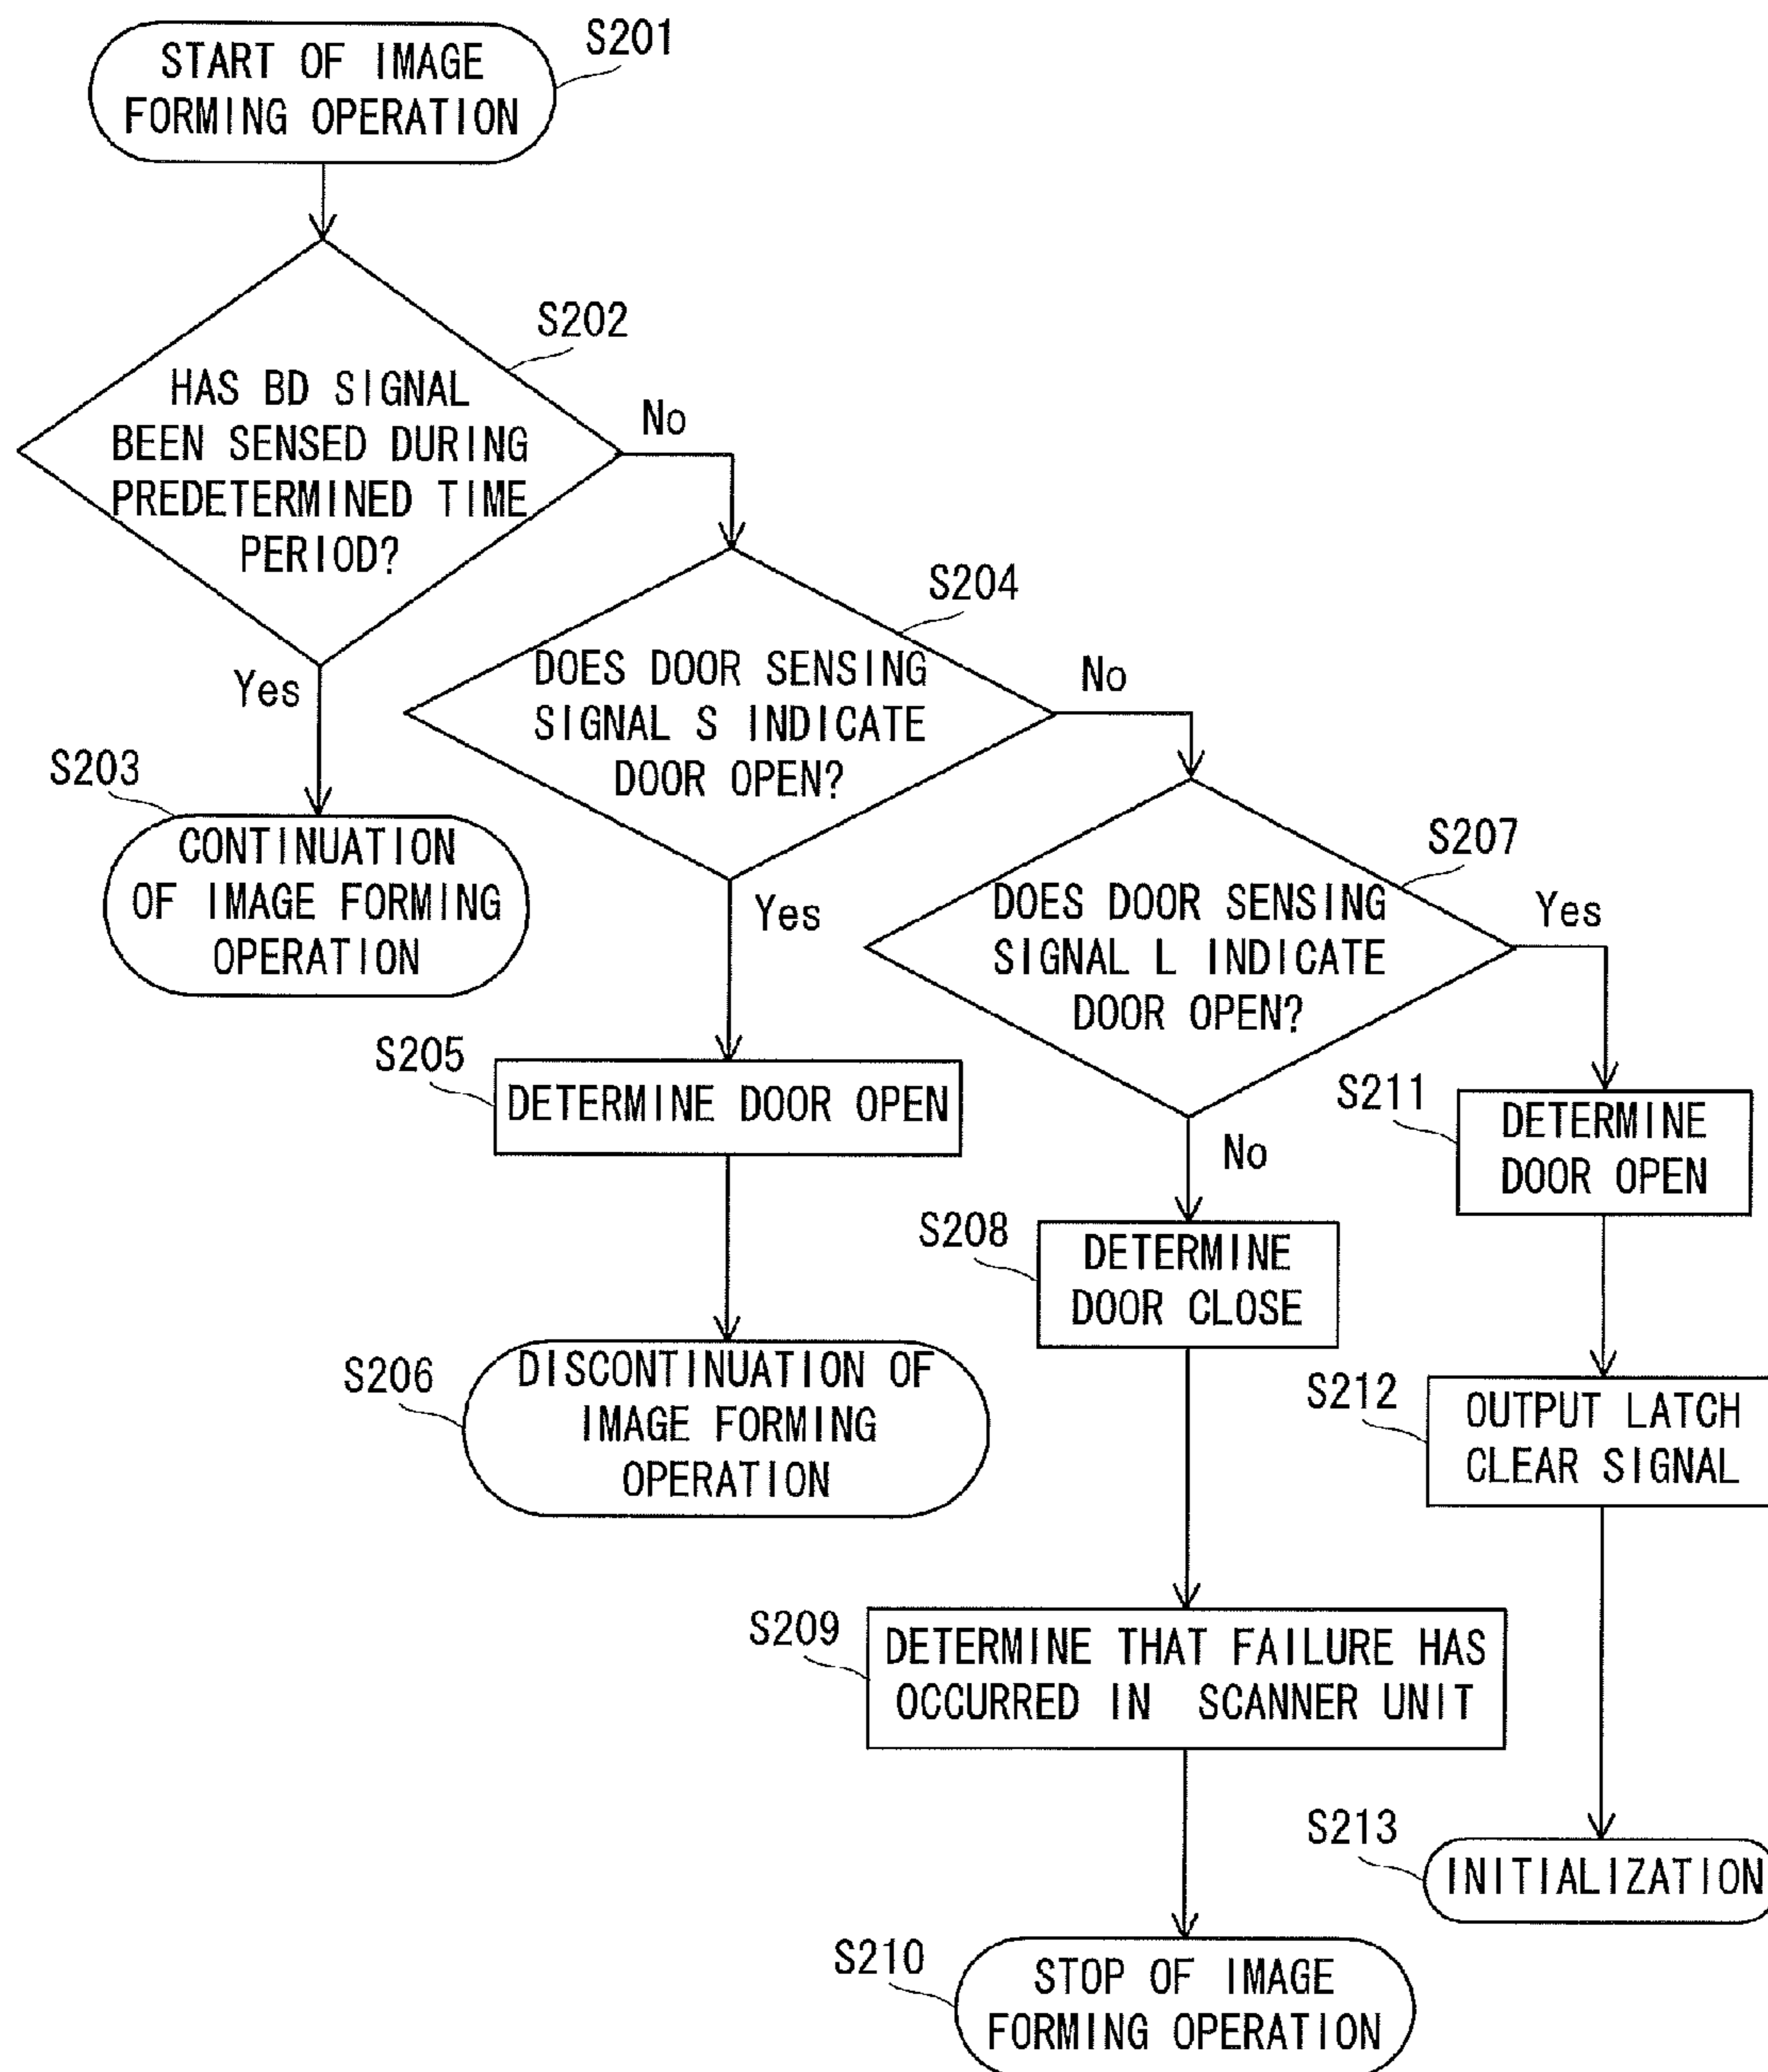 S201
START OF IMAGE
FORMING OPERATION
S202
HAS BD SIGNAL
BEEN SENSED DURING
PREDETERMINED TIME
PERIOD?
No
Yes
S203
CONTINUATION
OF IMAGE FORMING
OPERATION
S204
DOES DOOR SENSING
SIGNAL S INDICATE
DOOR OPEN?
No
Yes
S205
DETERMINE DOOR OPEN
S206
DISCONTINUATION OF
IMAGE FORMING
OPERATION
S207
DOES DOOR SENSING
SIGNAL L INDICATE
DOOR OPEN?
Yes
No
S208
DETERMINE
DOOR CLOSE
S209
DETERMINE THAT FAILURE HAS
OCCURRED IN SCANNER UNIT
S210
STOP OF IMAGE
FORMING OPERATION
S211
DETERMINE
DOOR OPEN
S212
OUTPUT LATCH
CLEAR SIGNAL
S213
INITIALIZATION